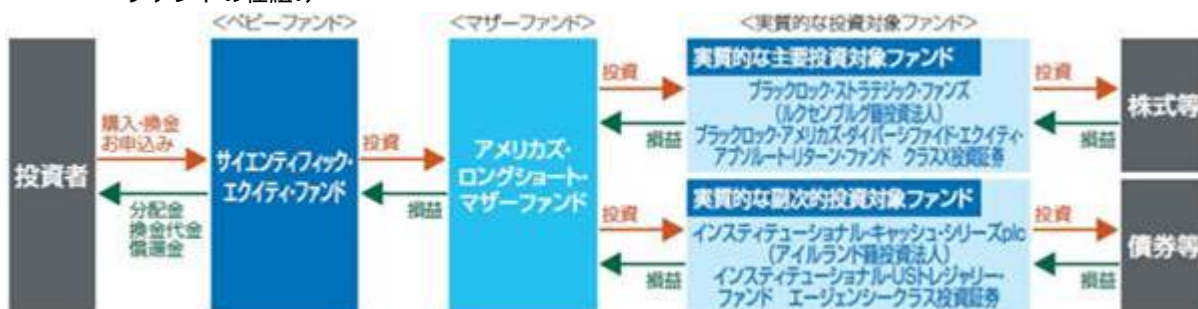 ファンドの仕組み
<ベビーファンド>
<マザーファンド>
<実質的な投資対象ファンド>
投資者
購入・換金
お申込み
分配金
換金代金
償還金
サイエンティフィック・
エクイティ・ファンド
投資
損益
アメリカズ・
ロングショート・
マザーファンド
投資
損益
実質的な主要投資対象ファンド
ブラックロック・ストラテジック・ファンズ
(ルクセンブルグ籍投資法人)
ブラックロック・アメリカズ・ダイバーシファイド・エクイティ・
アブソルート・リターン・ファンド クラスX投資証券
投資
損益
株式等
投資
損益
実質的な副次的投資対象ファンド
インスティテューショナル・キャッシュ・シリーズplc
(アイルランド籍投資法人)
インスティテューショナル・USトレジャリー・
ファンド エージェンシークラス投資証券
投資
損益
債券等